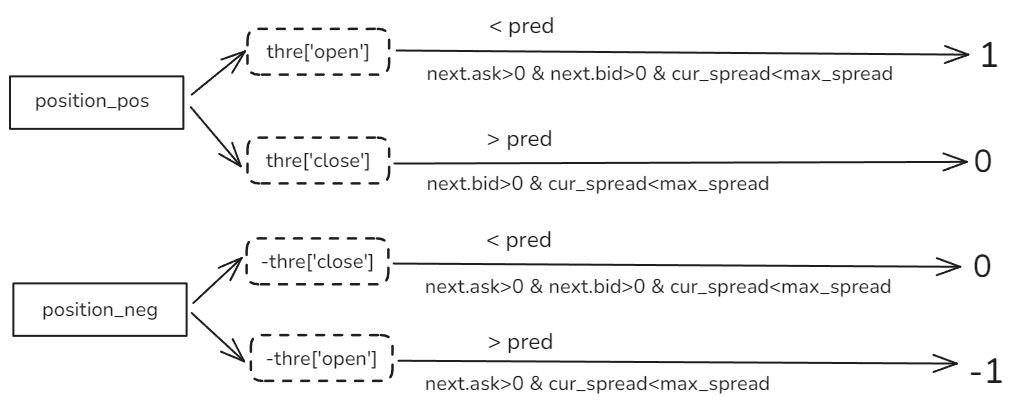 < pred
thre['open']
1
next.ask>0 & next.bid>0 & cur_spread<max_spread
position_pos
> pred
thre['close']
0
next.bid>0 & cur_spread<max_spread
< pred
-thre['close']
0
next.ask>0 & next.bid>0 & cur_spread<max_spread
position_neg
> pred
-thre['open']
-1
next.ask>0 & cur_spread<max_spread